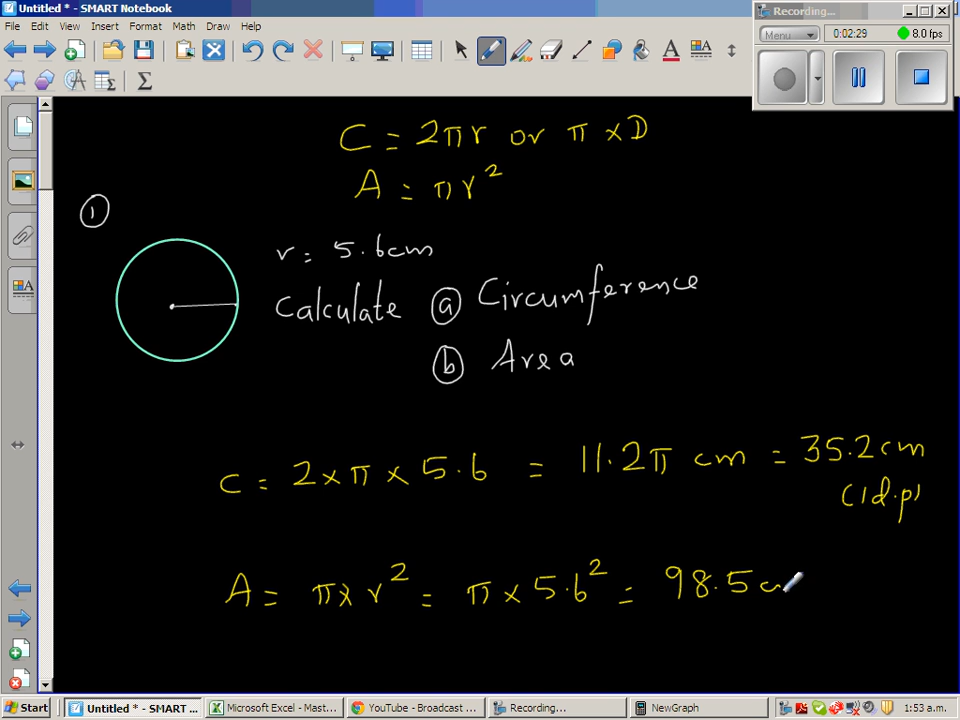 Untitled * - SMART Notebook
File Edit View Insert Format Math Draw Help
Recording...
Menu 0:02:29 8.0 fps
C = 2πr or π × D
A = πr²
①
r = 5.6cm
Calculate ⓐ Circumference
ⓑ Area
C = 2 × π × 5.6 = 11.2π cm = 35.2cm
(1d.p)
A = π × r² = π × 5.6² = 98.5 c
Start Untitled * - SMART ... Microsoft Excel - Mast... YouTube - Broadcast ... Recording... NewGraph 1:53 a.m.